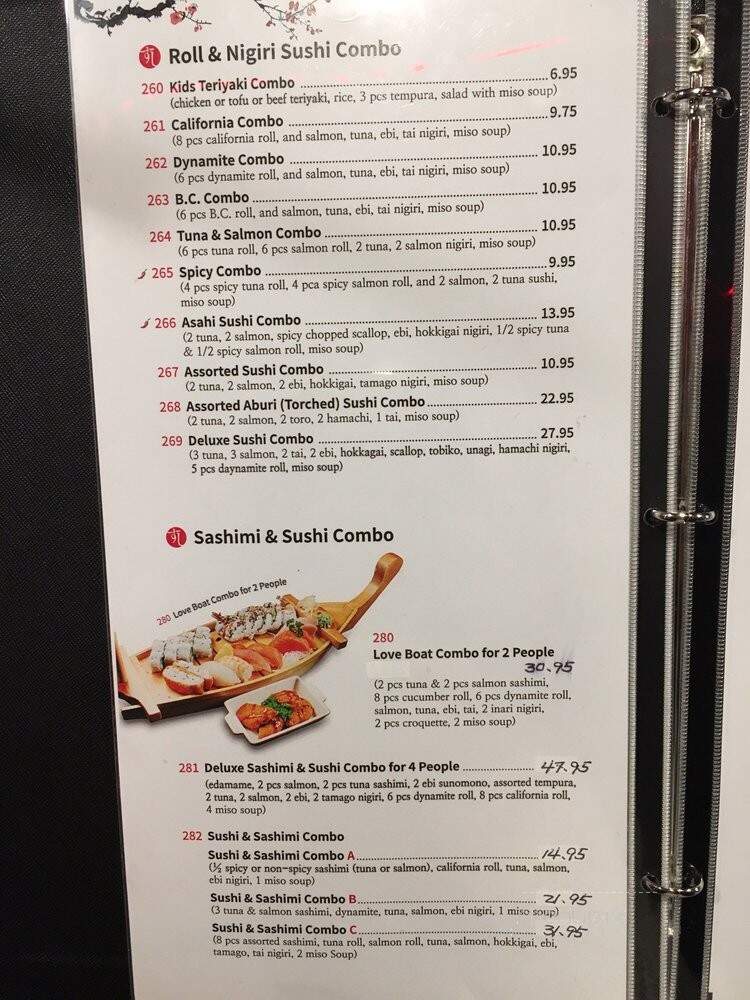 Roll & Nigiri Sushi Combo
260 Kids Teriyaki Combo 6.95
(chicken or tofu or beef teriyaki, rice, 3 pcs tempura, salad with miso soup)
261 California Combo 9.75
(8 pcs california roll, and salmon, tuna, ebi, tai nigiri, miso soup)
262 Dynamite Combo 10.95
(6 pcs dynamite roll, and salmon, tuna, ebi, tai nigiri, miso soup)
263 B.C. Combo 10.95
(6 pcs B.C. roll, and salmon, tuna, ebi, tai nigiri, miso soup)
264 Tuna & Salmon Combo 10.95
(6 pcs tuna roll, 6 pcs salmon roll, 2 tuna, 2 salmon nigiri, miso soup)
265 Spicy Combo 9.95
(4 pcs spicy tuna roll, 4 pca spicy salmon roll, and 2 salmon, 2 tuna sushi,
miso soup)
266 Asahi Sushi Combo 13.95
(2 tuna, 2 salmon, spicy chopped scallop, ebi, hokkigai nigiri, 1/2 spicy tuna
& 1/2 spicy salmon roll, miso soup)
267 Assorted Sushi Combo 10.95
(2 tuna, 2 salmon, 2 ebi, hokkigai, tamago nigiri, miso soup)
268 Assorted Aburi (Torched) Sushi Combo 22.95
(2 tuna, 2 salmon, 2 toro, 2 hamachi, 1 tai, miso soup)
269 Deluxe Sushi Combo 27.95
(3 tuna, 3 salmon, 2 tai, 2 ebi, hokkagai, scallop, tobiko, unagi, hamachi nigiri,
5 pcs daynamite roll, miso soup)
Sashimi & Sushi Combo
280 Love Boat Combo for 2 People
280
Love Boat Combo for 2 People
30.95
(2 pcs tuna & 2 pcs salmon sashimi,
8 pcs cucumber roll, 6 pcs dynamite roll,
salmon, tuna, ebi, tai, 2 inari nigiri,
2 pcs croquette, 2 miso soup)
281 Deluxe Sashimi & Sushi Combo for 4 People 47.95
(edamame, 2 pcs salmon, 2 pcs tuna sashimi, 2 ebi sunomono, assorted tempura,
2 tuna, 2 salmon, 2 ebi, 2 tamago nigiri, 6 pcs dynamite roll, 8 pcs california roll,
4 miso soup)
282 Sushi & Sashimi Combo
Sushi & Sashimi Combo A 14.95
(½ spicy or non-spicy sashimi (tuna or salmon), california roll, tuna, salmon,
ebi nigiri, 1 miso soup)
Sushi & Sashimi Combo B 21.95
(3 tuna & salmon sashimi, dynamite, tuna, salmon, ebi nigiri, 1 miso soup)
Sushi & Sashimi Combo C 31.95
(8 pcs assorted sashimi, tuna roll, salmon roll, tuna, salmon, hokkigai, ebi,
tamago, tai nigiri, 2 miso Soup)